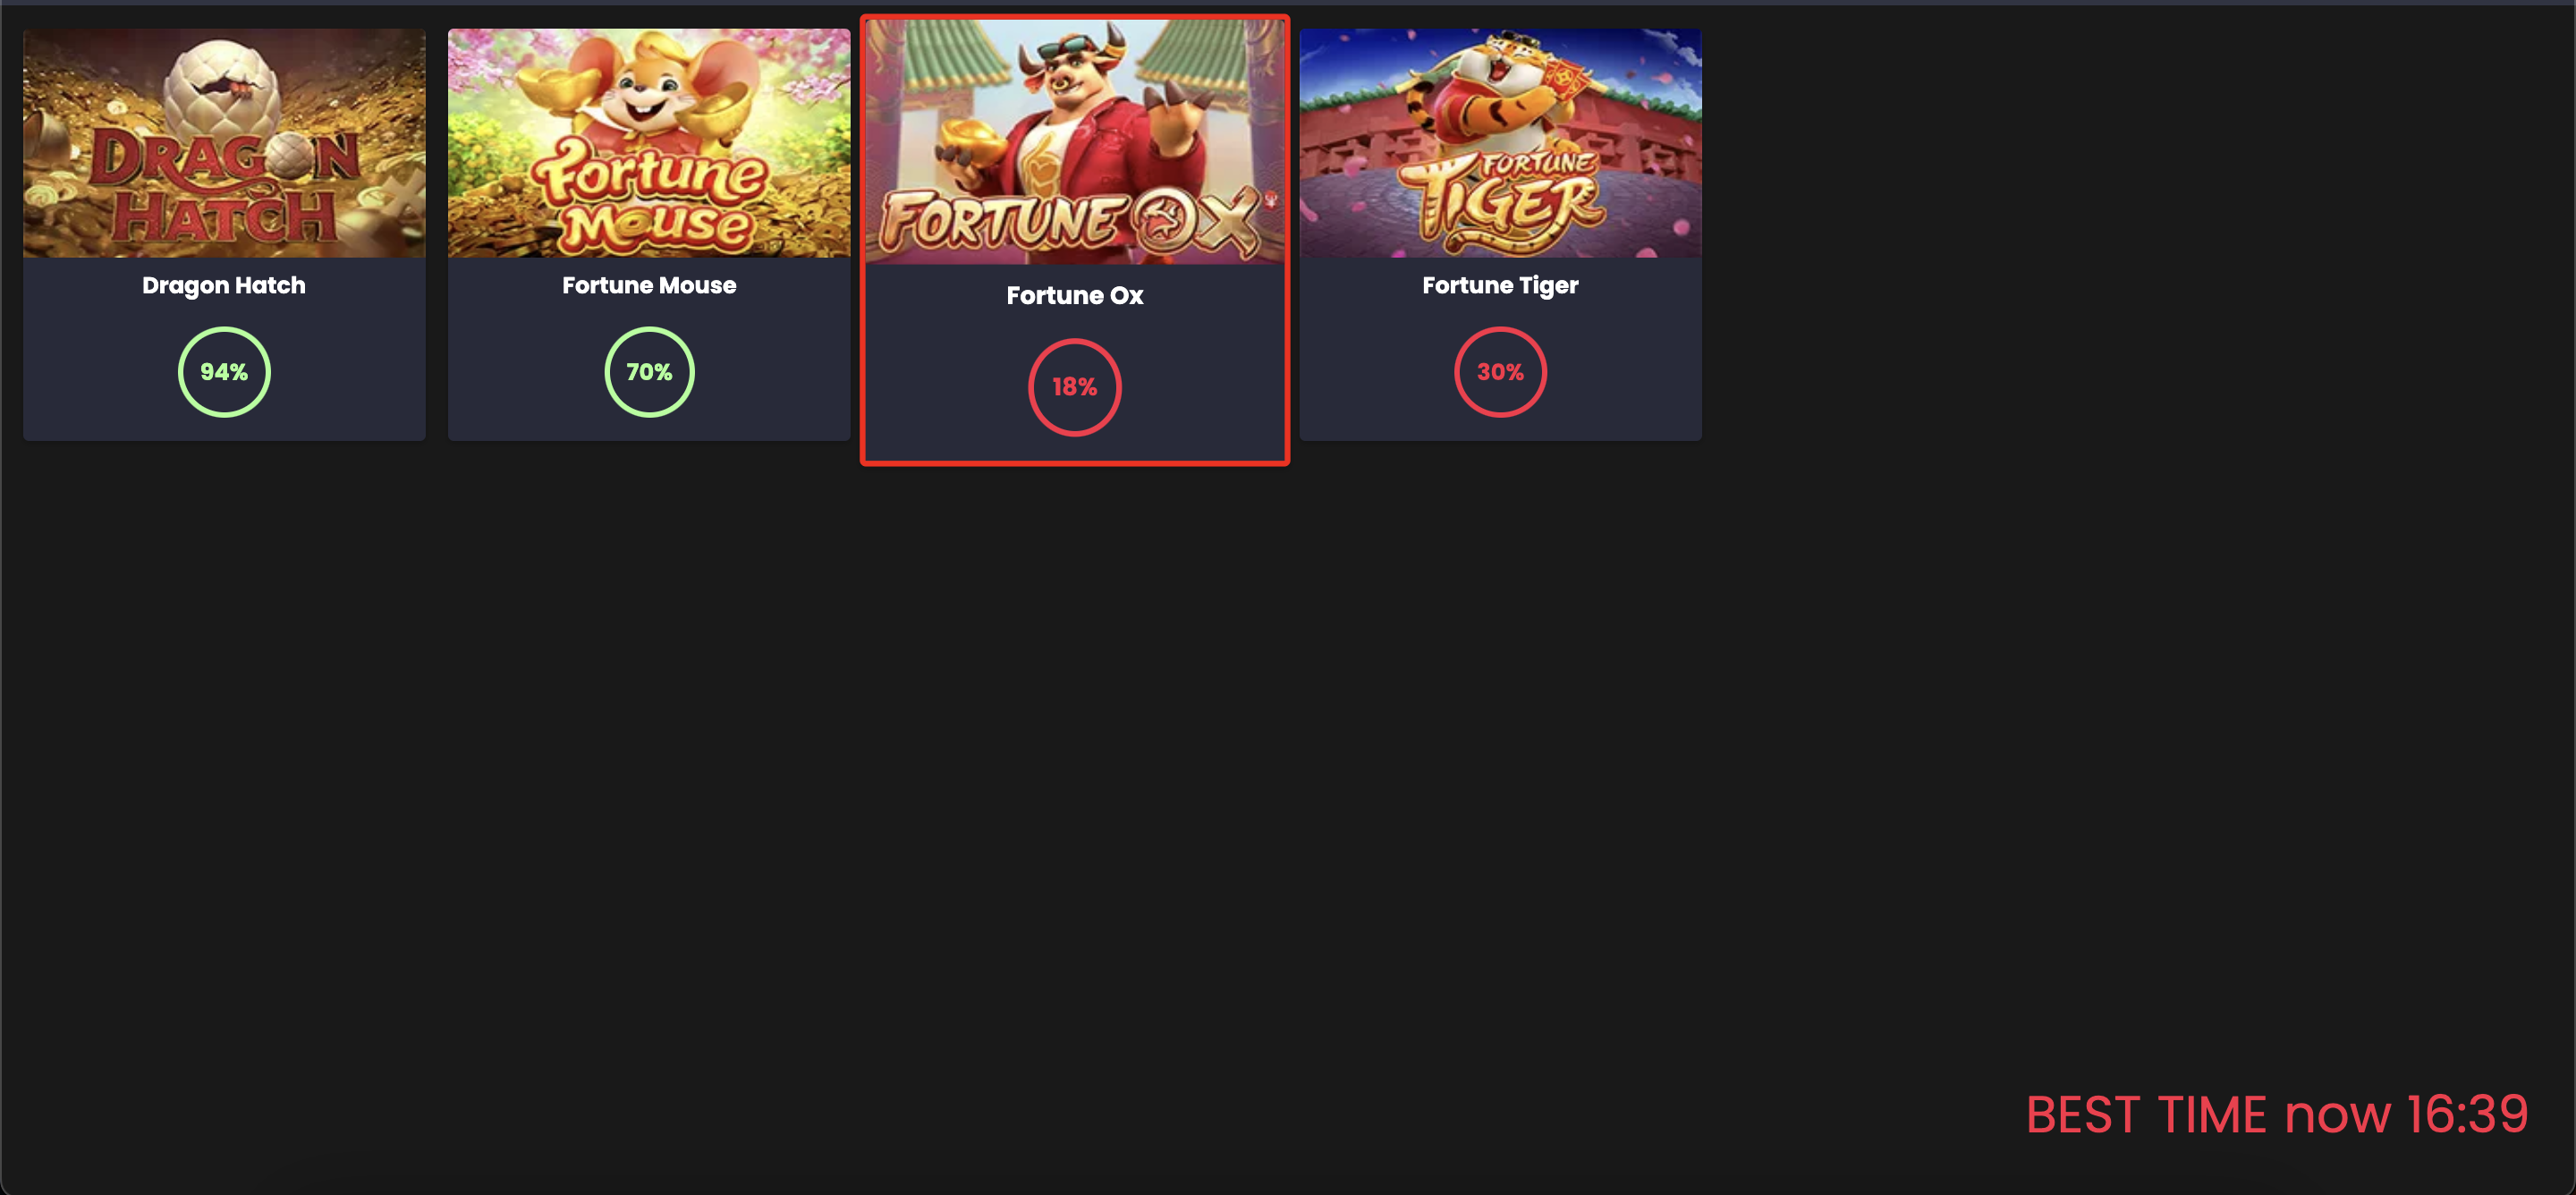 DRAGON
HATCH
Dragon Hatch
94%
Fortune
Mouse
Fortune Mouse
70%
FORTUNE OX
Fortune Ox
18%
FORTUNE
TIGER
Fortune Tiger
30%
BEST TIME now 16:39